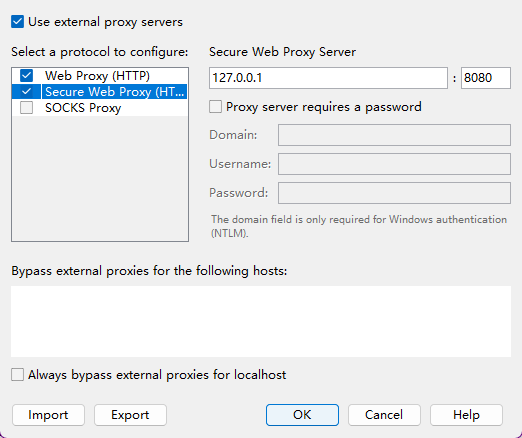 Use external proxy servers
Select a protocol to configure:
Web Proxy (HTTP)
Secure Web Proxy (HT...
SOCKS Proxy
Secure Web Proxy Server
127.0.0.1 : 8080
Proxy server requires a password
Domain:
Username:
Password:
The domain field is only required for Windows authentication
(NTLM).
Bypass external proxies for the following hosts:
Always bypass external proxies for localhost
Import Export OK Cancel Help